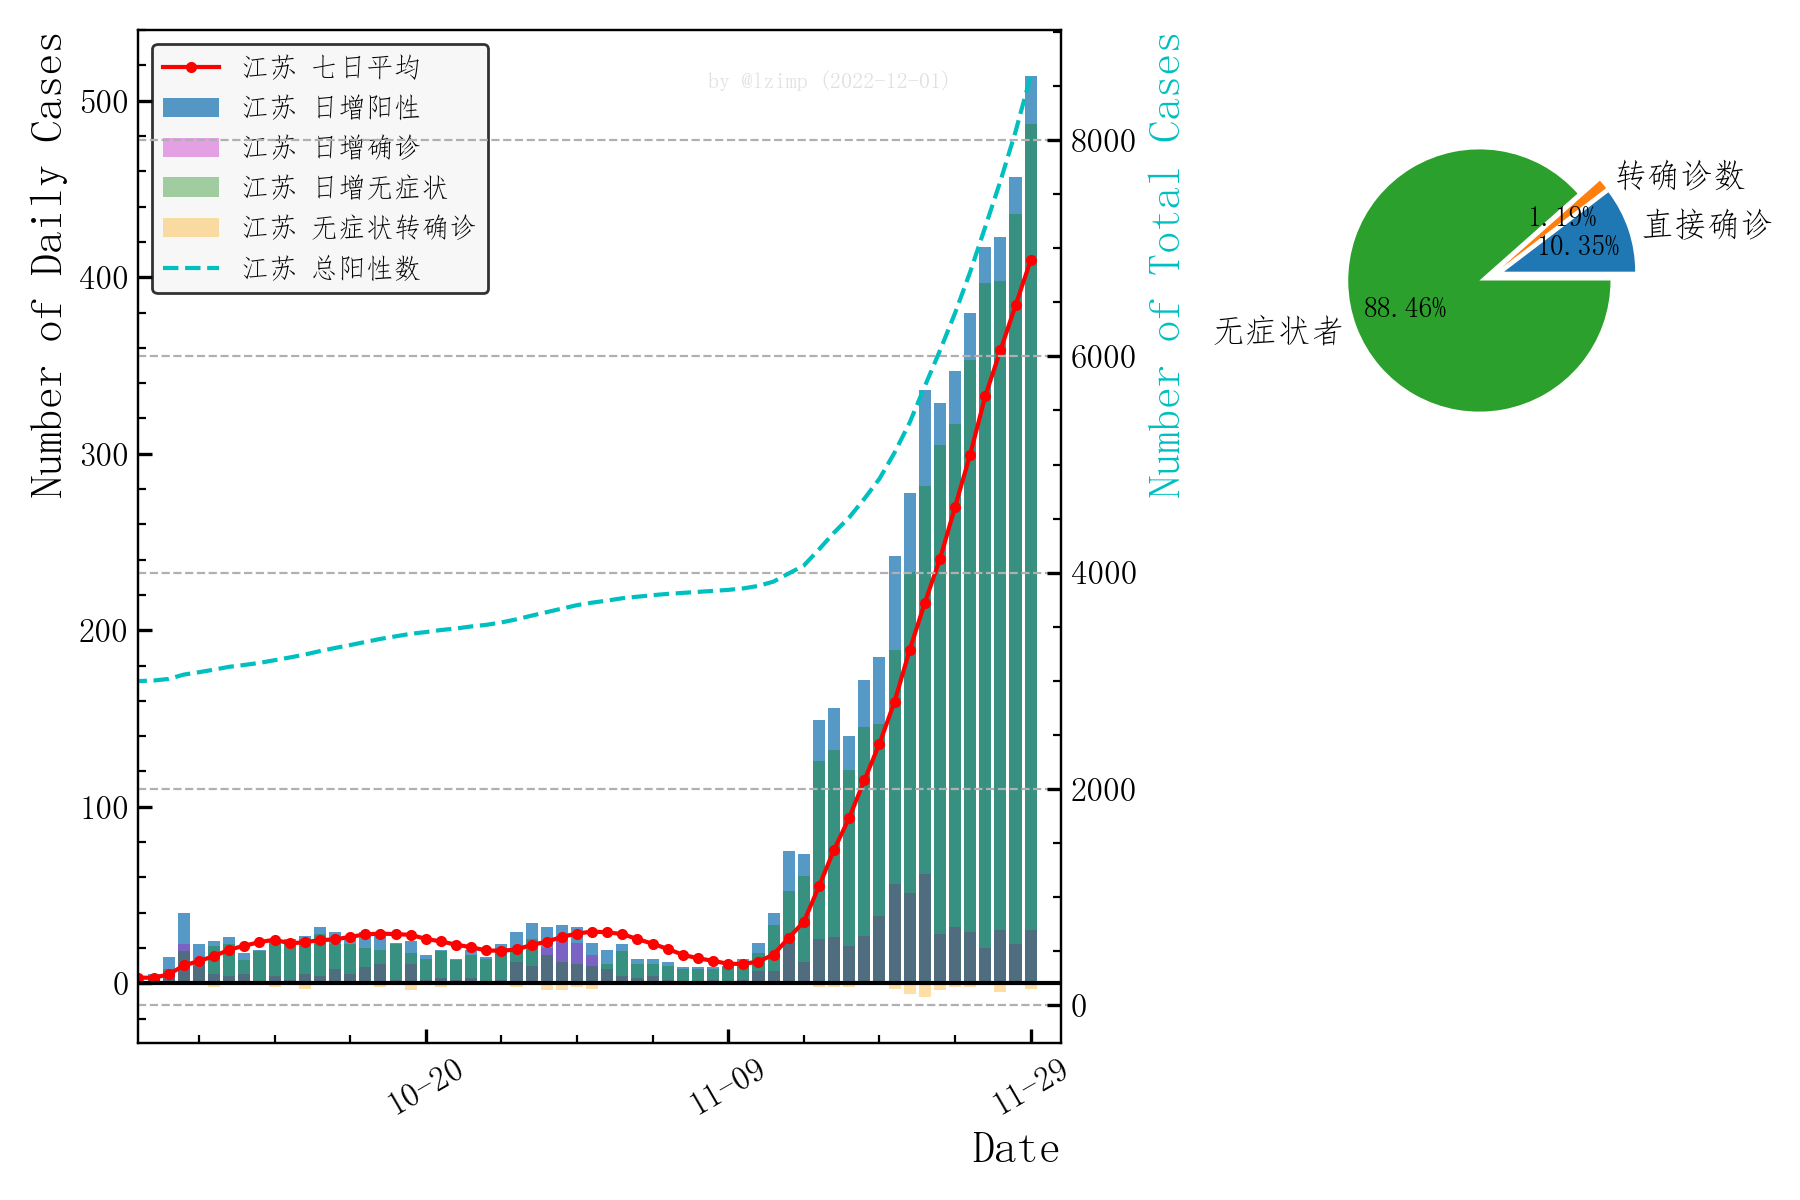 Number of Daily Cases
500
400
300
200
100
0
江苏 七日平均
江苏 日增阳性
江苏 日增确诊
江苏 日增无症状
江苏 无症状转确诊
江苏 总阳性数
by @lzimp (2022-12-01)
10-20
11-09
11-29
Date
8000
6000
4000
2000
0
Number of Total Cases
转确诊数
1.19%
直接确诊
10.35%
88.46%
无症状者